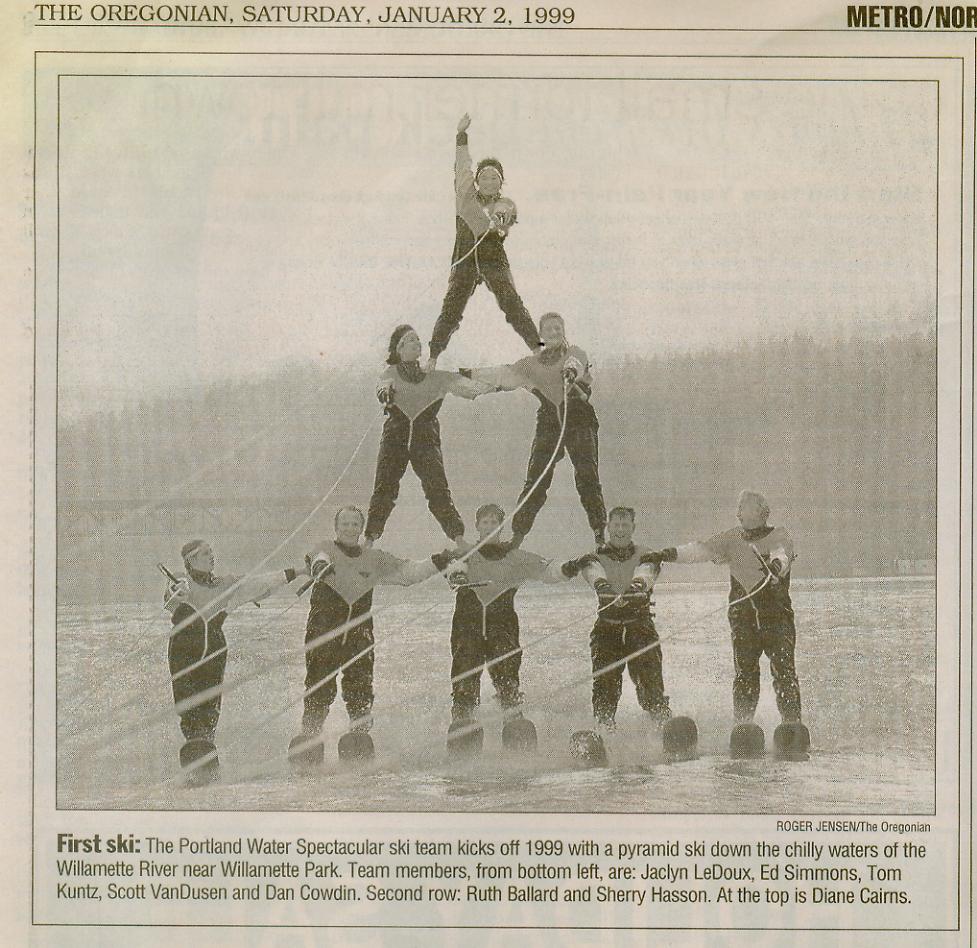 THE OREGONIAN, SATURDAY, JANUARY 2, 1999
METRO/NOR
ROGER JENSEN/The Oregonian
First ski: The Portland Water Spectacular ski team kicks off 1999 with a pyramid ski down the chilly waters of the
Willamette River near Willamette Park. Team members, from bottom left, are: Jaclyn LeDoux, Ed Simmons, Tom
Kuntz, Scott VanDusen and Dan Cowdin. Second row: Ruth Ballard and Sherry Hasson. At the top is Diane Cairns.